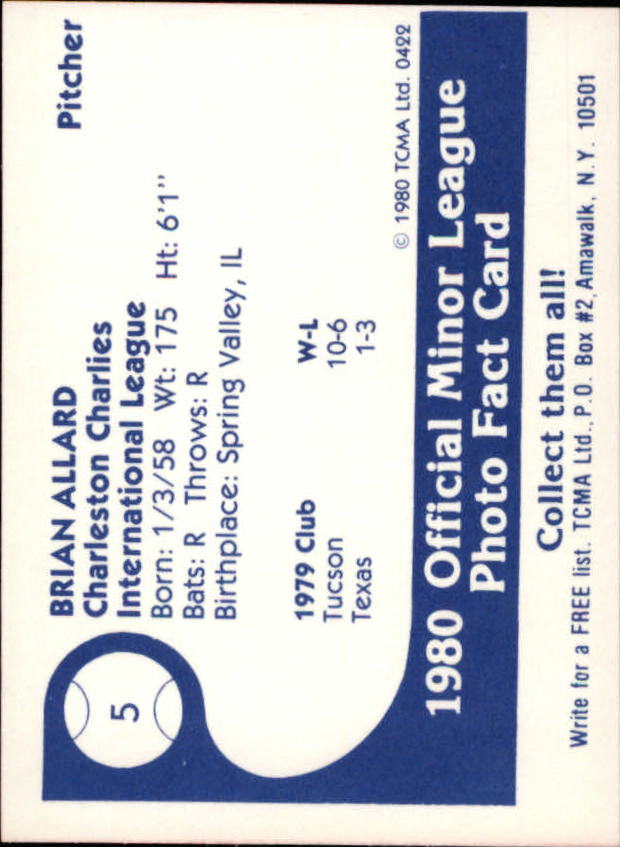 5
BRIAN ALLARD Pitcher
Charleston Charlies
International League
Born: 1/3/58 Wt: 175 Ht: 6'1"
Bats: R Throws: R
Birthplace: Spring Valley, IL
1979 Club W-L
Tucson 10-6
Texas 1-3
© 1980 TCMA Ltd. 0422
1980 Official Minor League
Photo Fact Card
Collect them all!
Write for a FREE list. TCMA Ltd., P.O. Box #2, Amawalk, N.Y. 10501